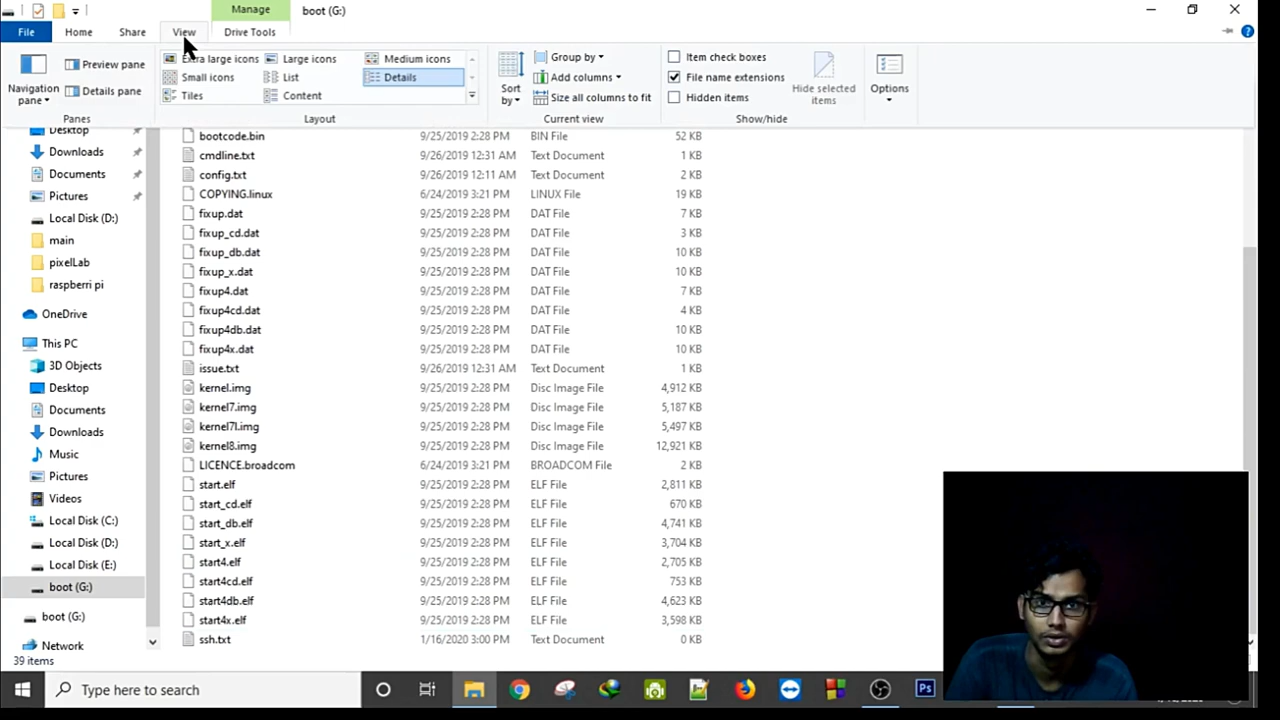 Manage
boot (G:)
File
Home
Share
View
Drive Tools
Navigation pane
Preview pane
Details pane
Panes
Extra large icons
Large icons
Medium icons
Small icons
List
Details
Tiles
Content
Layout
Sort by
Group by
Add columns
Size all columns to fit
Current view
Item check boxes
File name extensions
Hidden items
Hide selected items
Show/hide
Options
Desktop
Downloads
Documents
Pictures
Local Disk (D:)
main
pixelLab
raspberri pi
OneDrive
This PC
3D Objects
Desktop
Documents
Downloads
Music
Pictures
Videos
Local Disk (C:)
Local Disk (D:)
Local Disk (E:)
boot (G:)
boot (G:)
Network
bootcode.bin 9/25/2019 2:28 PM BIN File 52 KB
cmdline.txt 9/26/2019 12:31 AM Text Document 1 KB
config.txt 9/26/2019 12:11 AM Text Document 2 KB
COPYING.linux 6/24/2019 3:21 PM LINUX File 19 KB
fixup.dat 9/25/2019 2:28 PM DAT File 7 KB
fixup_cd.dat 9/25/2019 2:28 PM DAT File 3 KB
fixup_db.dat 9/25/2019 2:28 PM DAT File 10 KB
fixup_x.dat 9/25/2019 2:28 PM DAT File 10 KB
fixup4.dat 9/25/2019 2:28 PM DAT File 7 KB
fixup4cd.dat 9/25/2019 2:28 PM DAT File 4 KB
fixup4db.dat 9/25/2019 2:28 PM DAT File 10 KB
fixup4x.dat 9/25/2019 2:28 PM DAT File 10 KB
issue.txt 9/26/2019 12:31 AM Text Document 1 KB
kernel.img 9/25/2019 2:28 PM Disc Image File 4,912 KB
kernel7.img 9/25/2019 2:28 PM Disc Image File 5,187 KB
kernel7l.img 9/25/2019 2:28 PM Disc Image File 5,497 KB
kernel8.img 9/25/2019 2:28 PM Disc Image File 12,921 KB
LICENCE.broadcom 6/24/2019 3:21 PM BROADCOM File 2 KB
start.elf 9/25/2019 2:28 PM ELF File 2,811 KB
start_cd.elf 9/25/2019 2:28 PM ELF File 670 KB
start_db.elf 9/25/2019 2:28 PM ELF File 4,741 KB
start_x.elf 9/25/2019 2:28 PM ELF File 3,704 KB
start4.elf 9/25/2019 2:28 PM ELF File 2,705 KB
start4cd.elf 9/25/2019 2:28 PM ELF File 753 KB
start4db.elf 9/25/2019 2:28 PM ELF File 4,623 KB
start4x.elf 9/25/2019 2:28 PM ELF File 3,598 KB
ssh.txt 1/16/2020 3:00 PM Text Document 0 KB
39 items
Type here to search
Ps